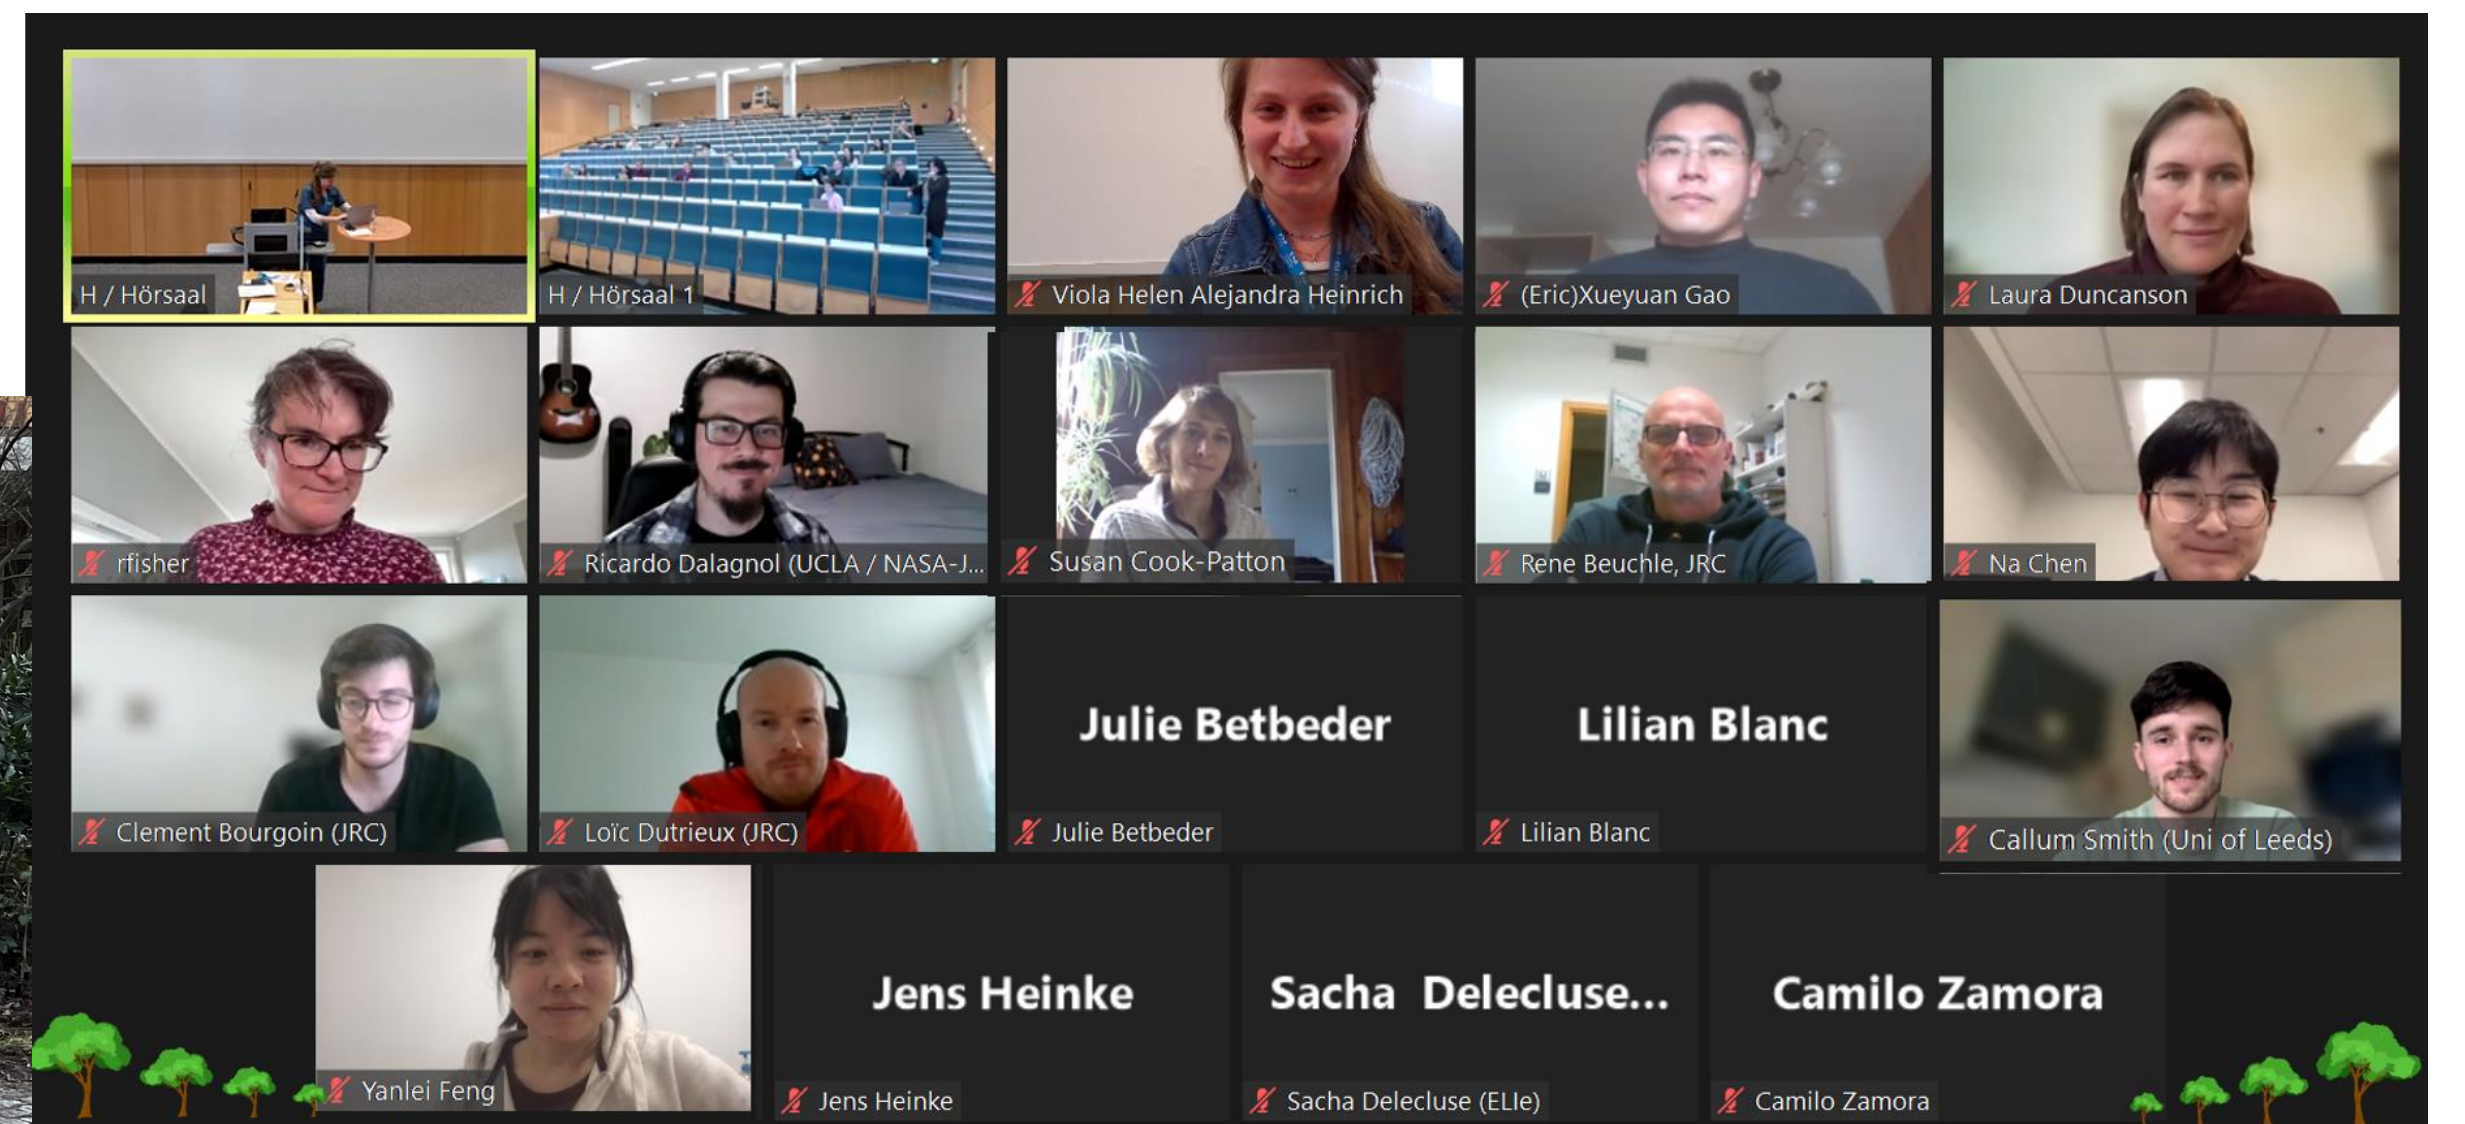 H / Hörsaal
H / Hörsaal 1
Viola Helen Alejandra Heinrich
(Eric)Xueyuan Gao
Laura Duncanson
rfisher
Ricardo Dalagnol (UCLA / NASA-J...
Susan Cook-Patton
Rene Beuchle, JRC
Na Chen
Clement Bourgoin (JRC)
Loïc Dutrieux (JRC)
Julie Betbeder
Julie Betbeder
Lilian Blanc
Lilian Blanc
Callum Smith (Uni of Leeds)
Yanlei Feng
Jens Heinke
Jens Heinke
Sacha Delecluse...
Sacha Delecluse (ELIe)
Camilo Zamora
Camilo Zamora